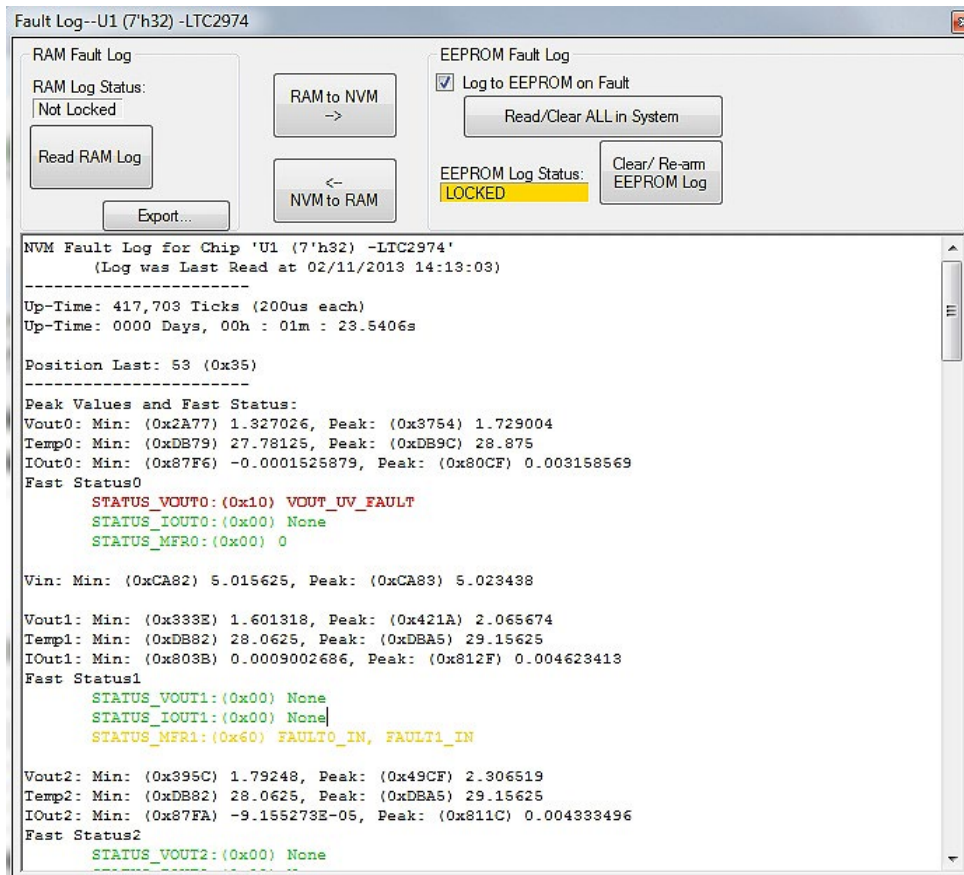 Fault Log--U1 (7'h32) -LTC2974
RAM Fault Log
RAM Log Status:
Not Locked
Read RAM Log
Export...
RAM to NVM
-->
<--
NVM to RAM
EEPROM Fault Log
Log to EEPROM on Fault
Read/Clear ALL in System
EEPROM Log Status:
LOCKED
Clear/ Re-arm
EEPROM Log
NVM Fault Log for Chip 'U1 (7'h32) -LTC2974'
(Log was Last Read at 02/11/2013 14:13:03)
-----------------------
Up-Time: 417,703 Ticks (200us each)
Up-Time: 0000 Days, 00h : 01m : 23.5406s
Position Last: 53 (0x35)
-----------------------
Peak Values and Fast Status:
Vout0: Min: (0x2A77) 1.327026, Peak: (0x3754) 1.729004
Temp0: Min: (0xDB79) 27.78125, Peak: (0xDB9C) 28.875
IOut0: Min: (0x87F6) -0.0001525879, Peak: (0x80CF) 0.003158569
Fast Status0
STATUS_VOUT0:(0x10) VOUT_UV_FAULT
STATUS_IOUT0:(0x00) None
STATUS_MFR0:(0x00) 0
Vin: Min: (0xCA82) 5.015625, Peak: (0xCA83) 5.023438
Vout1: Min: (0x333E) 1.601318, Peak: (0x421A) 2.065674
Temp1: Min: (0xDB82) 28.0625, Peak: (0xDBA5) 29.15625
IOut1: Min: (0x803B) 0.0009002686, Peak: (0x812F) 0.004623413
Fast Status1
STATUS_VOUT1:(0x00) None
STATUS_IOUT1:(0x00) None
STATUS_MFR1:(0x60) FAULT0_IN, FAULT1_IN
Vout2: Min: (0x395C) 1.79248, Peak: (0x49CF) 2.306519
Temp2: Min: (0xDB82) 28.0625, Peak: (0xDBA5) 29.15625
IOut2: Min: (0x87FA) -9.155273E-05, Peak: (0x811C) 0.004333496
Fast Status2
STATUS_VOUT2:(0x00) None